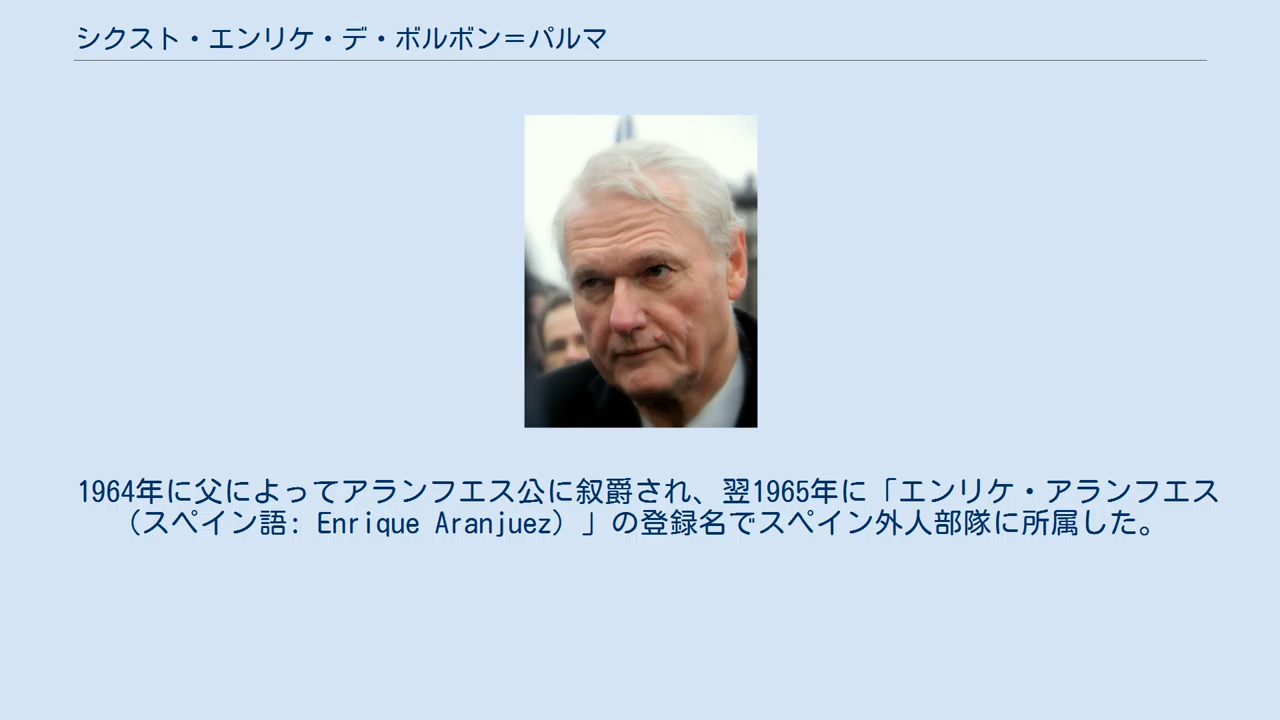 シクスト・エンリケ・デ・ボルボン＝パルマ
1964年に父によってアランフエス公に叙爵され、翌1965年に「エンリケ・アランフエス
（スペイン語: Enrique Aranjuez）」の登録名でスペイン外人部隊に所属した。